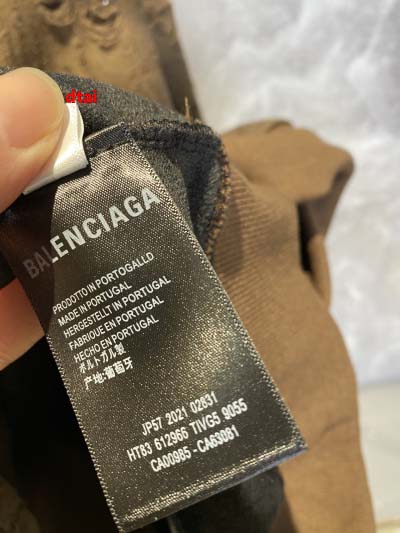 dtai
BALENCIAGA
PRODOTTO IN PORTOGALLO
MADE IN PORTUGAL
HERGESTELLT IN PORTUGAL
FABRIQUE EN PORTUGAL
HECHO EN PORTUGAL
ポルトガル製
产地:葡萄牙
JP57 2021 02831
HT83 612966 TIVG5 9055
CA00985 - CA63081